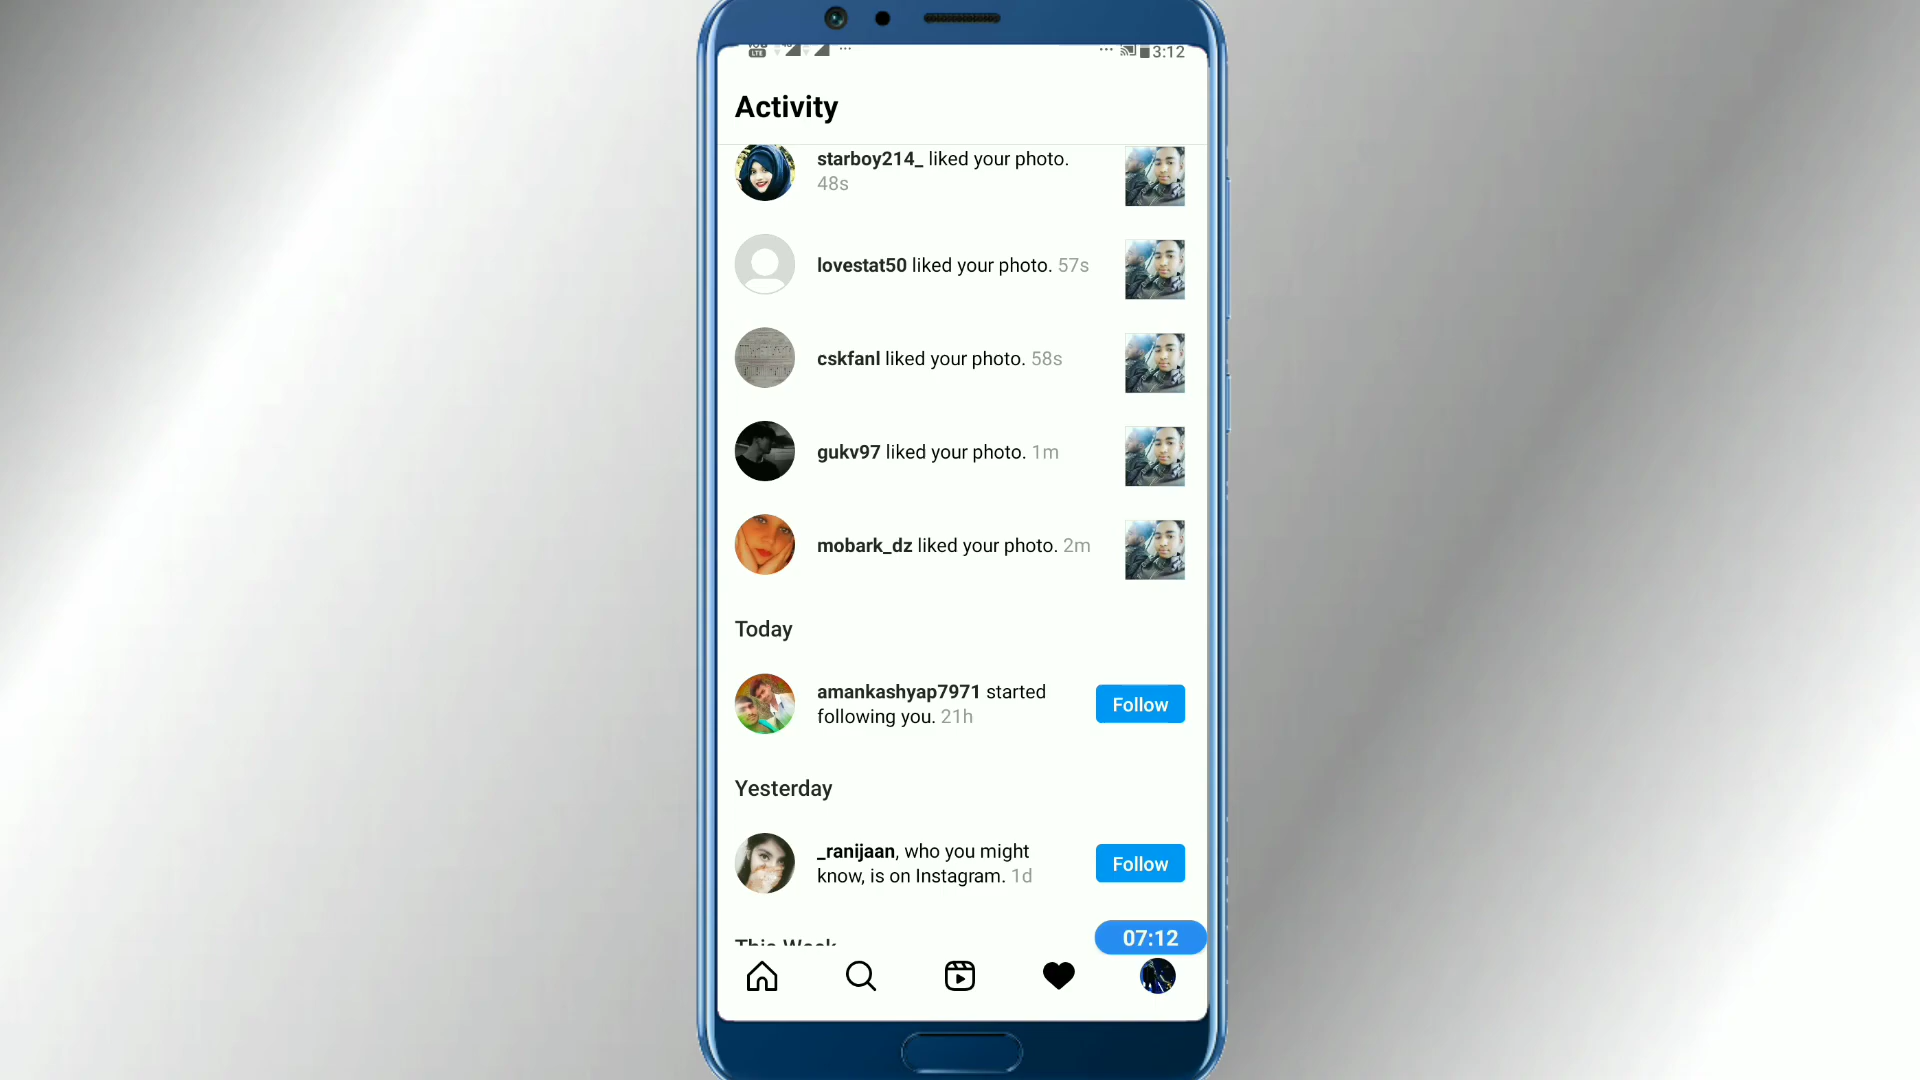 3:12
Activity
starboy214_ liked your photo.
48s
lovestat50 liked your photo. 57s
cskfanl liked your photo. 58s
gukv97 liked your photo. 1m
mobark_dz liked your photo. 2m
Today
amankashyap7971 started
following you. 21h
Follow
Yesterday
_ranijaan, who you might
know, is on Instagram. 1d
Follow
This Week
07:12